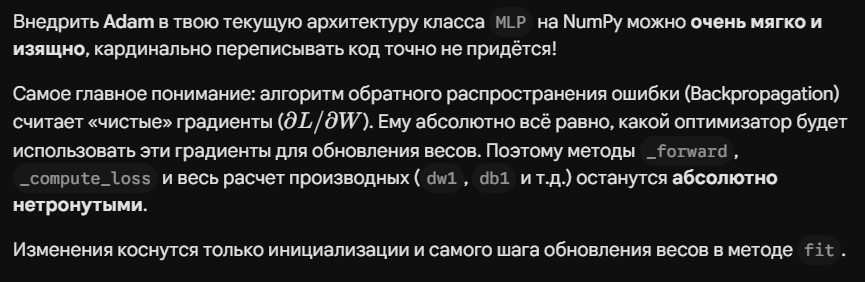 Внедрить Adam в твою текущую архитектуру класса MLP на NumPy можно очень мягко и
изящно, кардинально переписывать код точно не придётся!
Самое главное понимание: алгоритм обратного распространения ошибки (Backpropagation)
считает «чистые» градиенты (∂L/∂W). Ему абсолютно всё равно, какой оптимизатор будет
использовать эти градиенты для обновления весов. Поэтому методы _forward,
_compute_loss и весь расчет производных ( dw1, db1 и т.д.) останутся абсолютно
нетронутыми.
Изменения коснутся только инициализации и самого шага обновления весов в методе fit.